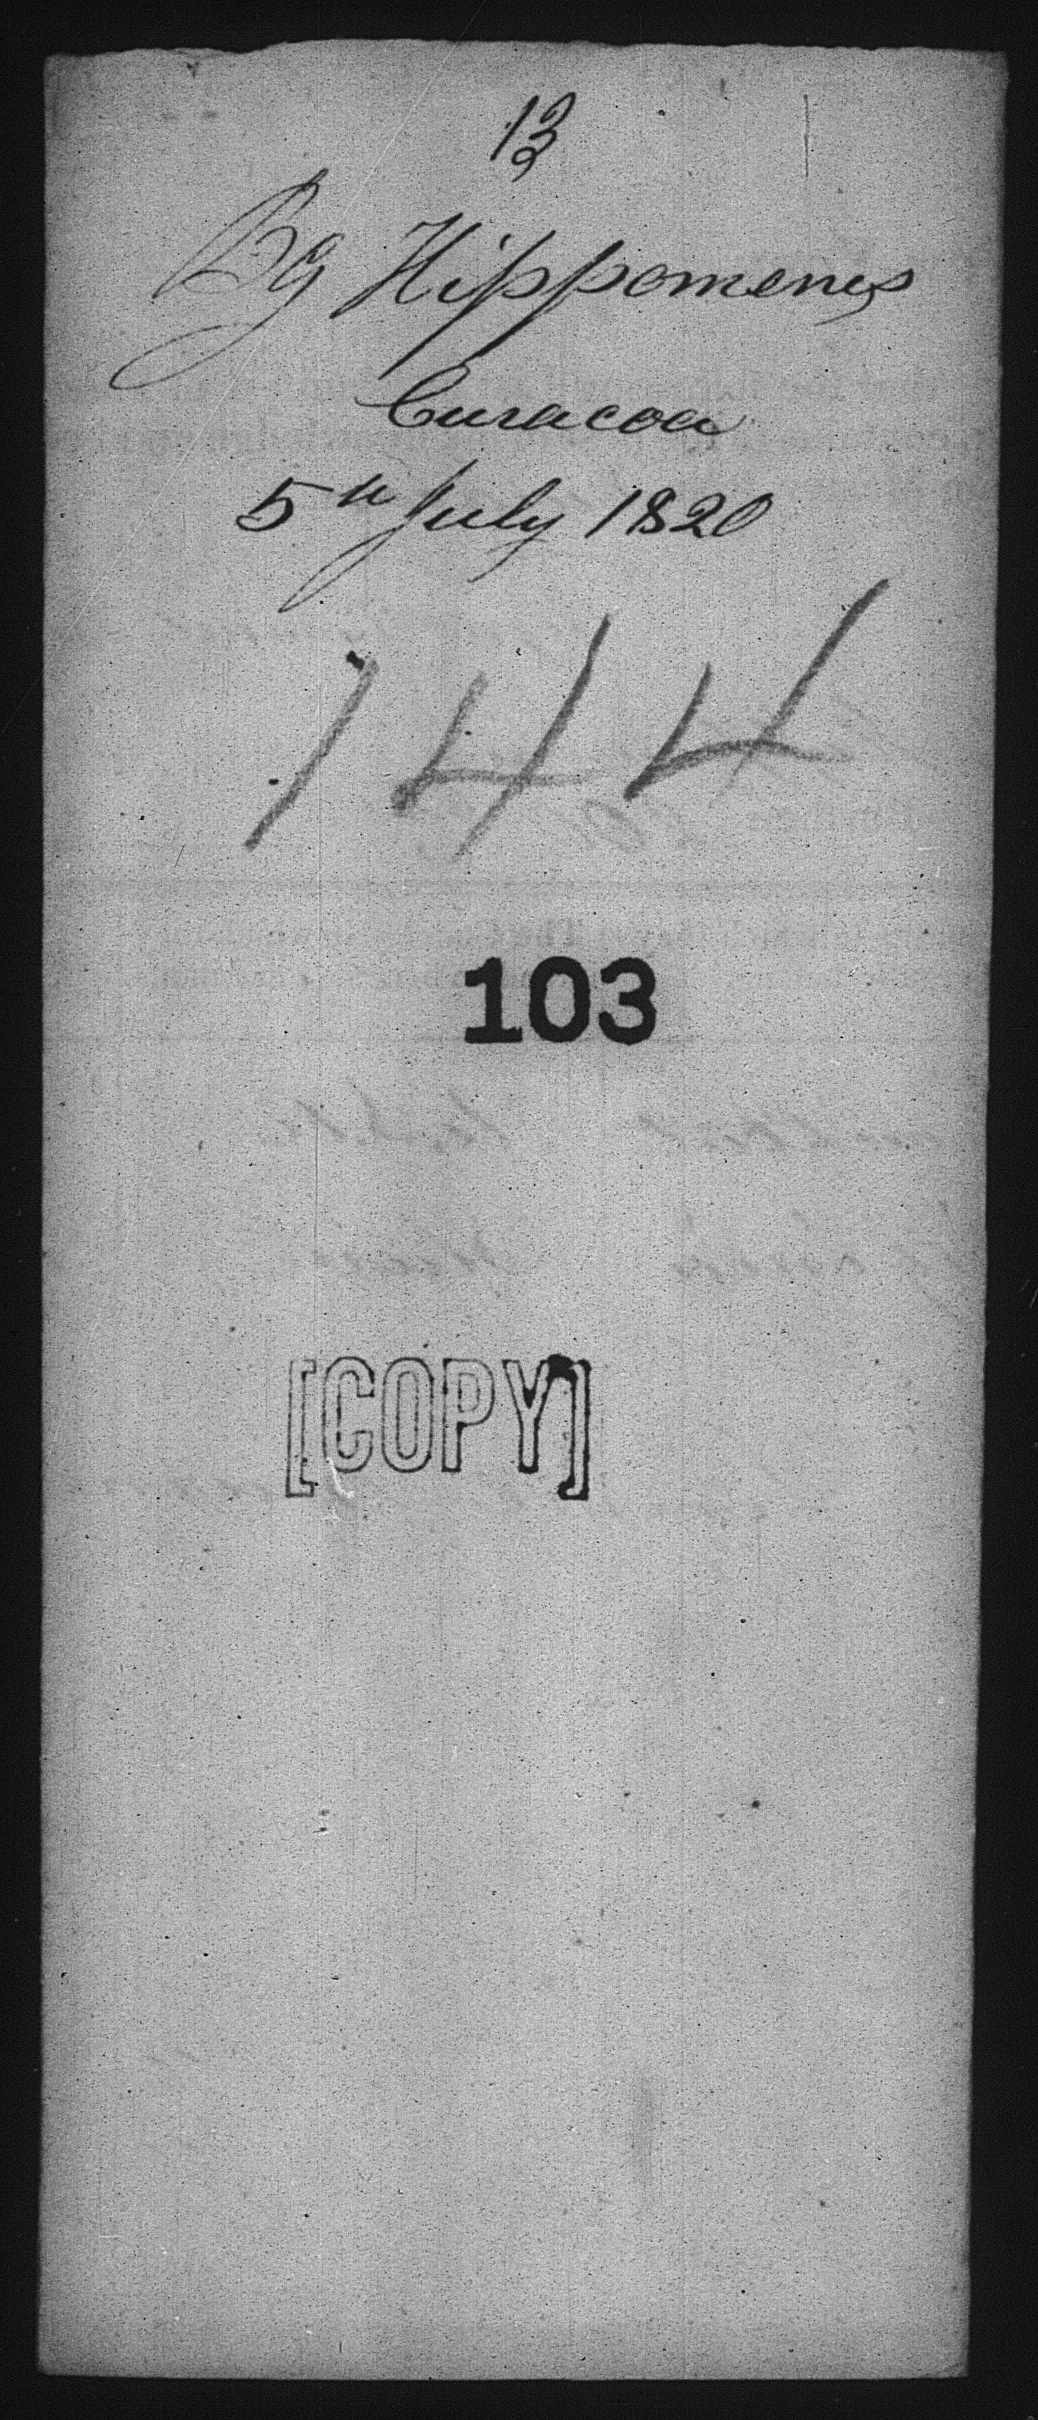 13
Bg Hippomenes
Curacoa
5th July 1820
144
103
[COPY]